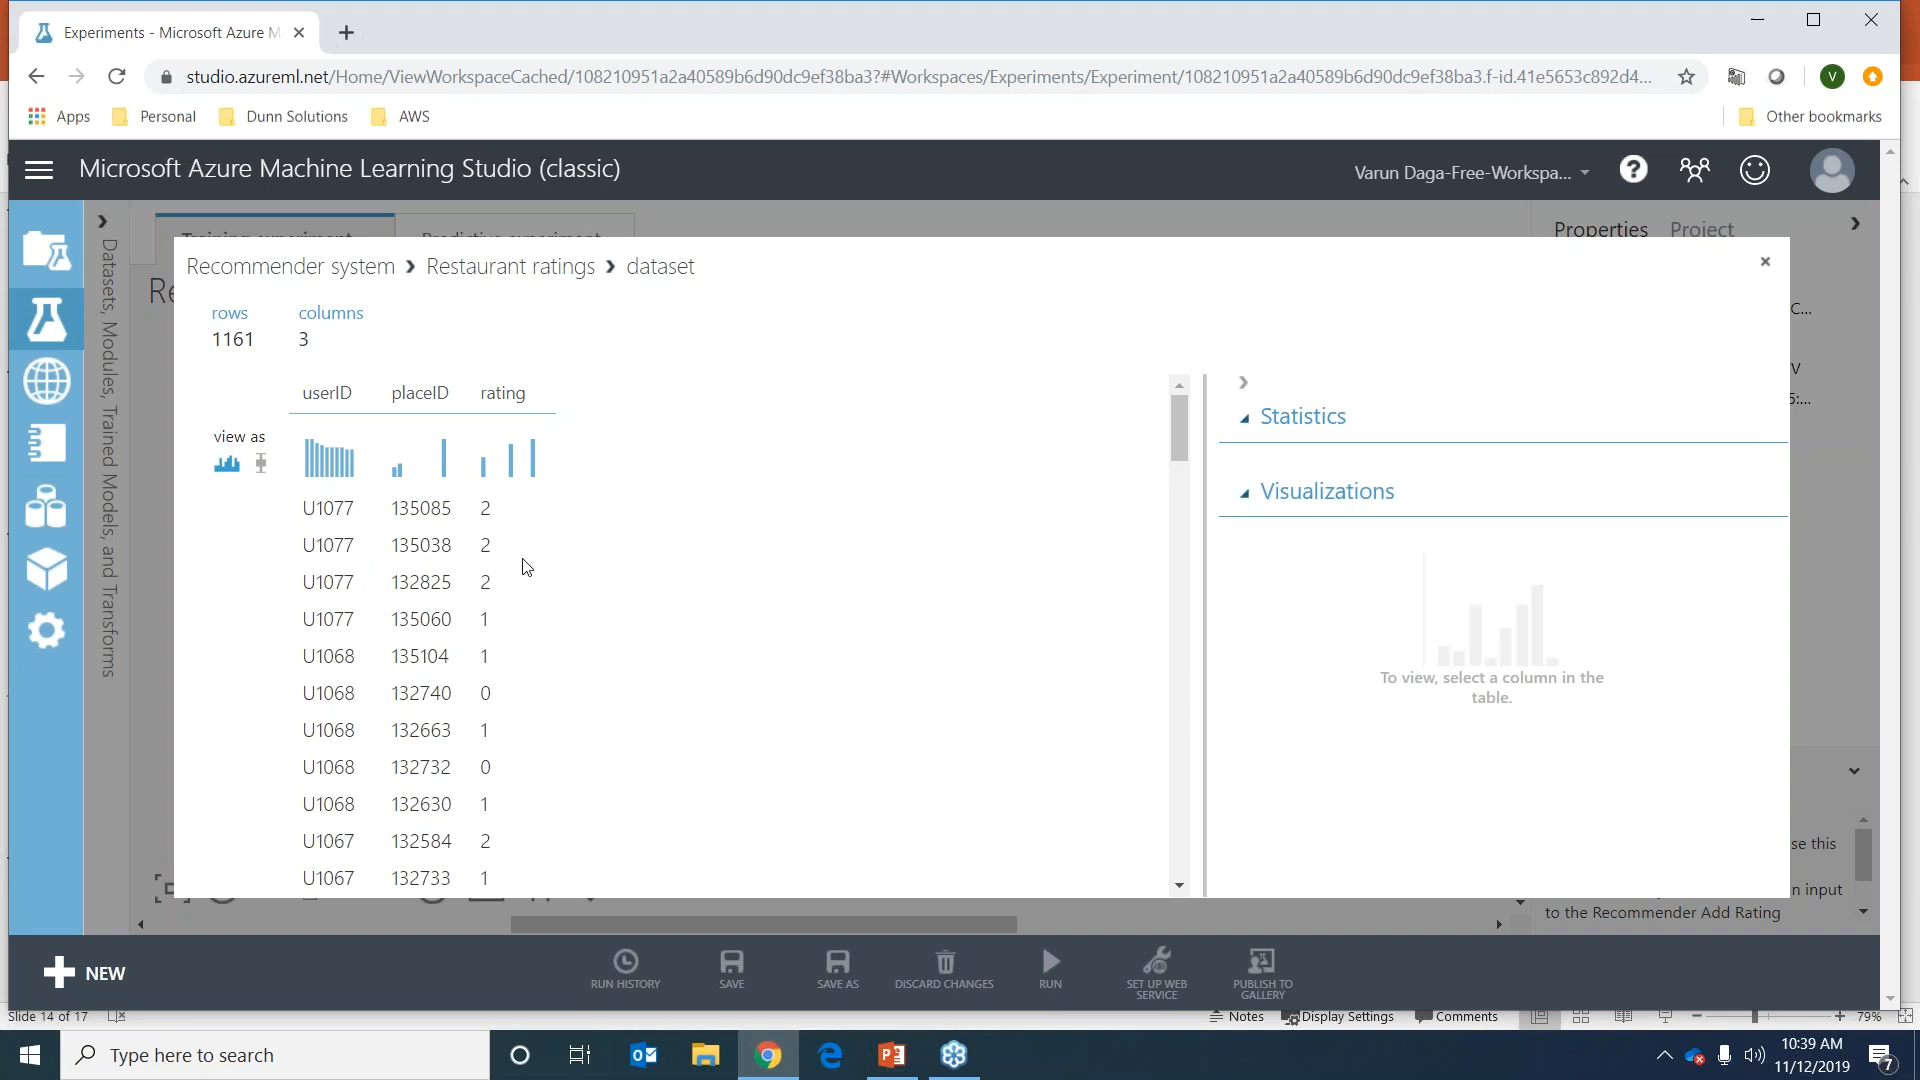 Experiments - Microsoft Azure M
studio.azureml.net/Home/ViewWorkspaceCached/108210951a2a40589b6d90dc9ef38ba3?#Workspaces/Experiments/Experiment/108210951a2a40589b6d90dc9ef38ba3.f-id.41e5653c892d4...
V
Apps Personal Dunn Solutions AWS Other bookmarks
Microsoft Azure Machine Learning Studio (classic)
Varun Daga-Free-Workspa...
Datasets, Modules, Trained Models, and Transforms
Training experiment Predictive experiment
Properties Project
Re
Recommender system > Restaurant ratings > dataset
rows columns
1161 3
userID placeID rating
view as
U1077 135085 2
U1077 135038 2
U1077 132825 2
U1077 135060 1
U1068 135104 1
U1068 132740 0
U1068 132663 1
U1068 132732 0
U1068 132630 1
U1067 132584 2
U1067 132733 1
Statistics
Visualizations
To view, select a column in the
table.
C...
V
5:...
se this
n input
to the Recommender Add Rating
NEW
RUN HISTORY
SAVE
SAVE AS
DISCARD CHANGES
RUN
SET UP WEB
SERVICE
PUBLISH TO
GALLERY
Slide 14 of 17
Notes Display Settings Comments 79%
Type here to search
10:39 AM
11/12/2019
7